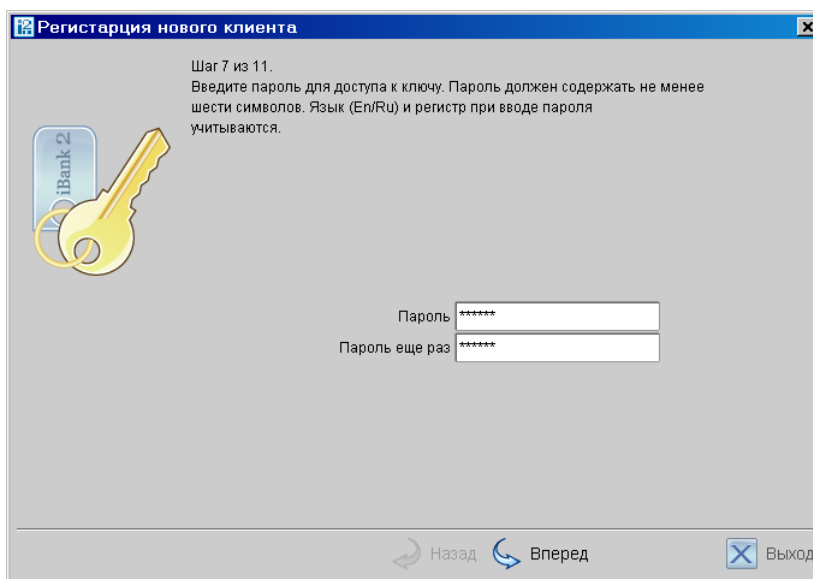 Регистарция нового клиента
Шаг 7 из 11.
Введите пароль для доступа к ключу. Пароль должен содержать не менее
шести символов. Язык (En/Ru) и регистр при вводе пароля
учитываются.
iBank 2
Пароль ******
Пароль еще раз ******
Назад Вперед Выход